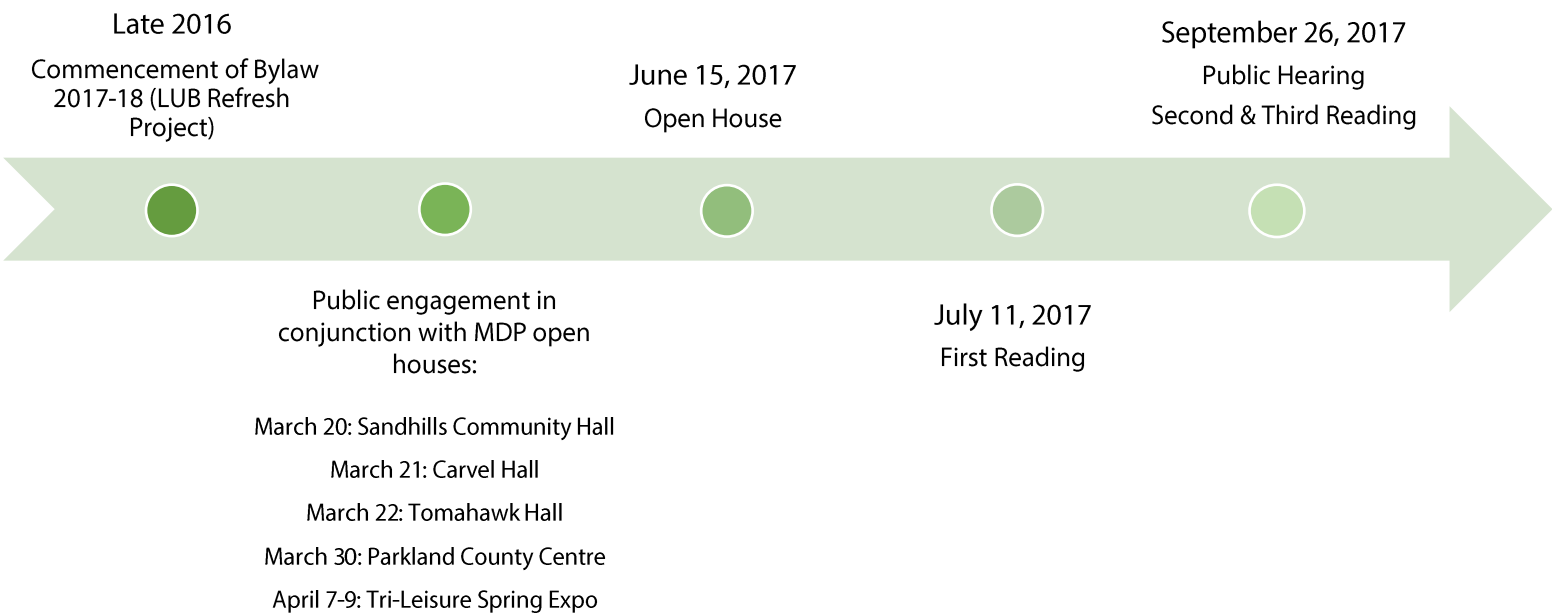 Late 2016
Commencement of Bylaw
2017-18 (LUB Refresh
Project)
Public engagement in
conjunction with MDP open
houses:
March 20: Sandhills Community Hall
March 21: Carvel Hall
March 22: Tomahawk Hall
March 30: Parkland County Centre
April 7-9: Tri-Leisure Spring Expo
June 15, 2017
Open House
July 11, 2017
First Reading
September 26, 2017
Public Hearing
Second & Third Reading